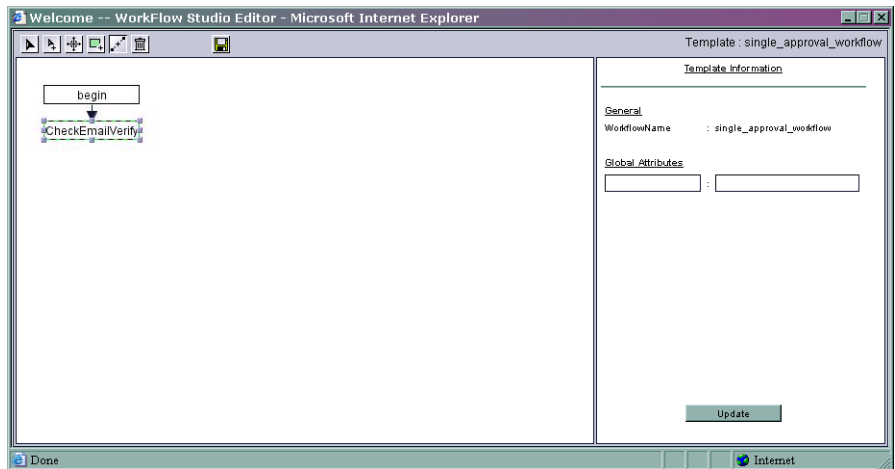 Welcome -- WorkFlow Studio Editor - Microsoft Internet Explorer
Template : single_approval_workflow
begin
CheckEmailVerify
Template Information
General
WorkflowName : single_approval_workflow
Global Attributes
:
Update
Done
Internet